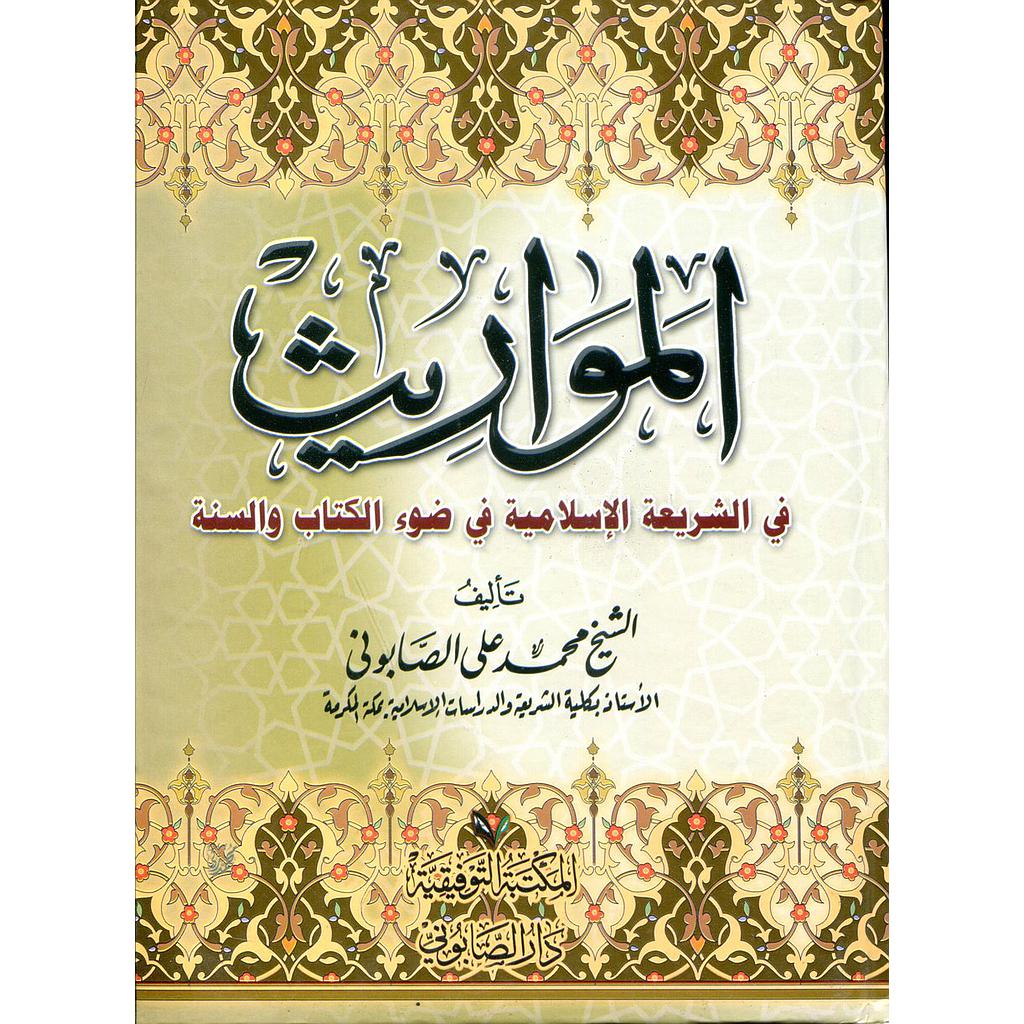 المواريث
في الشريعة الإسلامية في ضوء الكتاب والسنة
تأليف
الشيخ محمد علي الصابوني
الأستاذ بكلية الشريعة والدراسات الإسلامية بمكة المكرمة
المكتبة التوفيقية
دار الصابوني